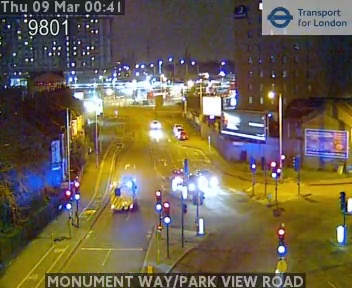 Thu 09 Mar 00:41
Transport
for London
9801
MONUMENT WAY/PARK VIEW ROAD